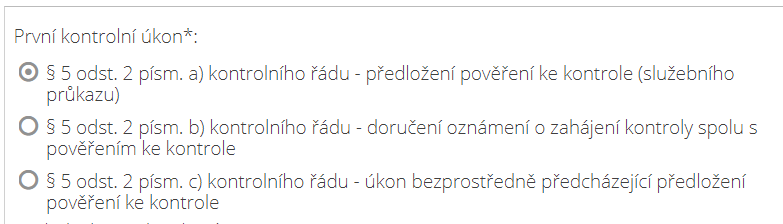 První kontrolní úkon*:
§ 5 odst. 2 písm. a) kontrolního řádu - předložení pověření ke kontrole (služebního
průkazu)
§ 5 odst. 2 písm. b) kontrolního řádu - doručení oznámení o zahájení kontroly spolu s
pověřením ke kontrole
§ 5 odst. 2 písm. c) kontrolního řádu - úkon bezprostředně předcházející předložení
pověření ke kontrole